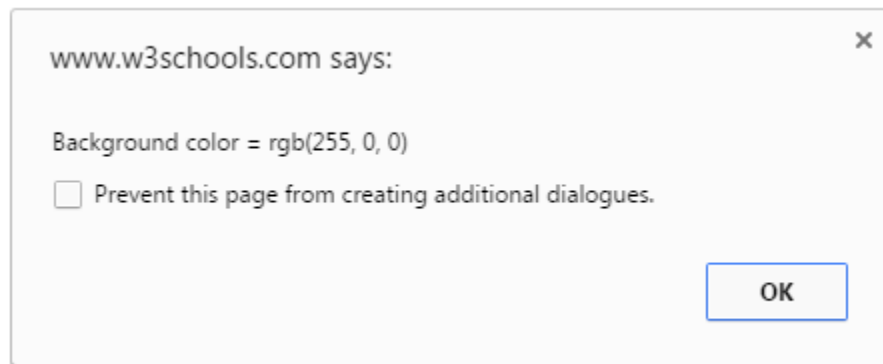 www.w3schools.com says:
Background color = rgb(255, 0, 0)
Prevent this page from creating additional dialogues.
OK